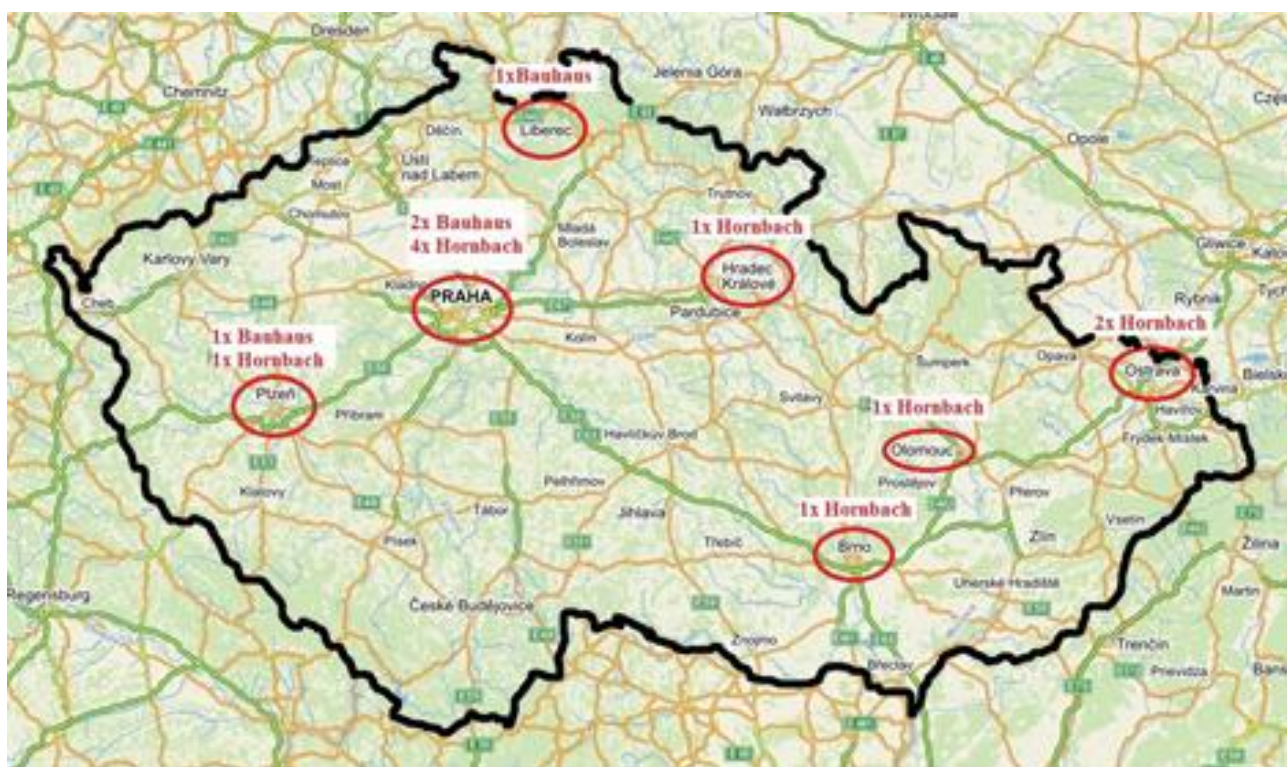 Dresden
Wrocław
Chemnitz
1xBauhaus
Jelenia Góra
Wałbrzych
Děčín
Liberec
Opole
Teplice
Ústí
nad Labem
Most
Chomutov
Trutnov
2x Bauhaus
4x Hornbach
Mladá
Boleslav
1x Hornbach
Gliwice
Karlovy Vary
Hradec
Králové
Kladno
PRAHA
Cheb
Rybnik
Pardubice
Kolín
2x Hornbach
1x Bauhaus
1x Hornbach
Šumperk
Opava
Ostrava
Karviná
Plzeň
Příbram
Svitavy
Havířov
1x Hornbach
Havlíčkův Brod
Olomouc
Frýdek-Místek
Klatovy
Pelhřimov
Prostějov
Přerov
Tábor
Jihlava
1x Hornbach
Vsetín
Písek
Třebíč
Brno
Zlín
Žilina
Uherské Hradiště
Regensburg
České Budějovice
Martin
Znojmo
Trenčín
Břeclav
Prievidza